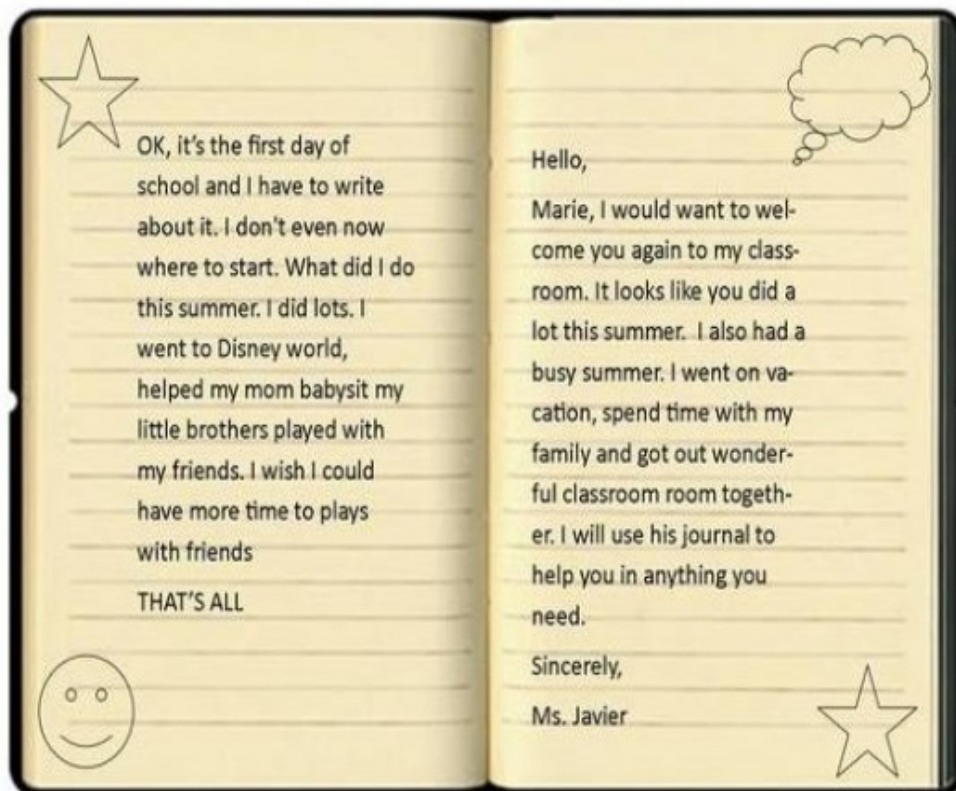 OK, it's the first day of
school and I have to write
about it. I don't even now
where to start. What did I do
this summer. I did lots. I
went to Disney world,
helped my mom babysit my
little brothers played with
my friends. I wish I could
have more time to plays
with friends
THAT'S ALL
Hello,
Marie, I would want to wel-
come you again to my class-
room. It looks like you did a
lot this summer. I also had a
busy summer. I went on va-
cation, spend time with my
family and got out wonder-
ful classroom room togeth-
er. I will use his journal to
help you in anything you
need.
Sincerely,
Ms. Javier